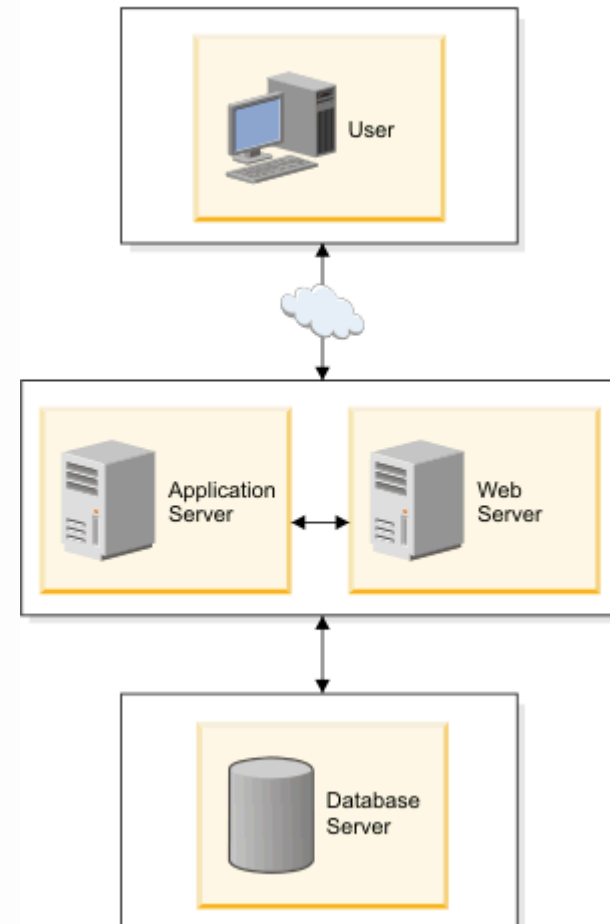 User
Application
Server
Web
Server
Database
Server